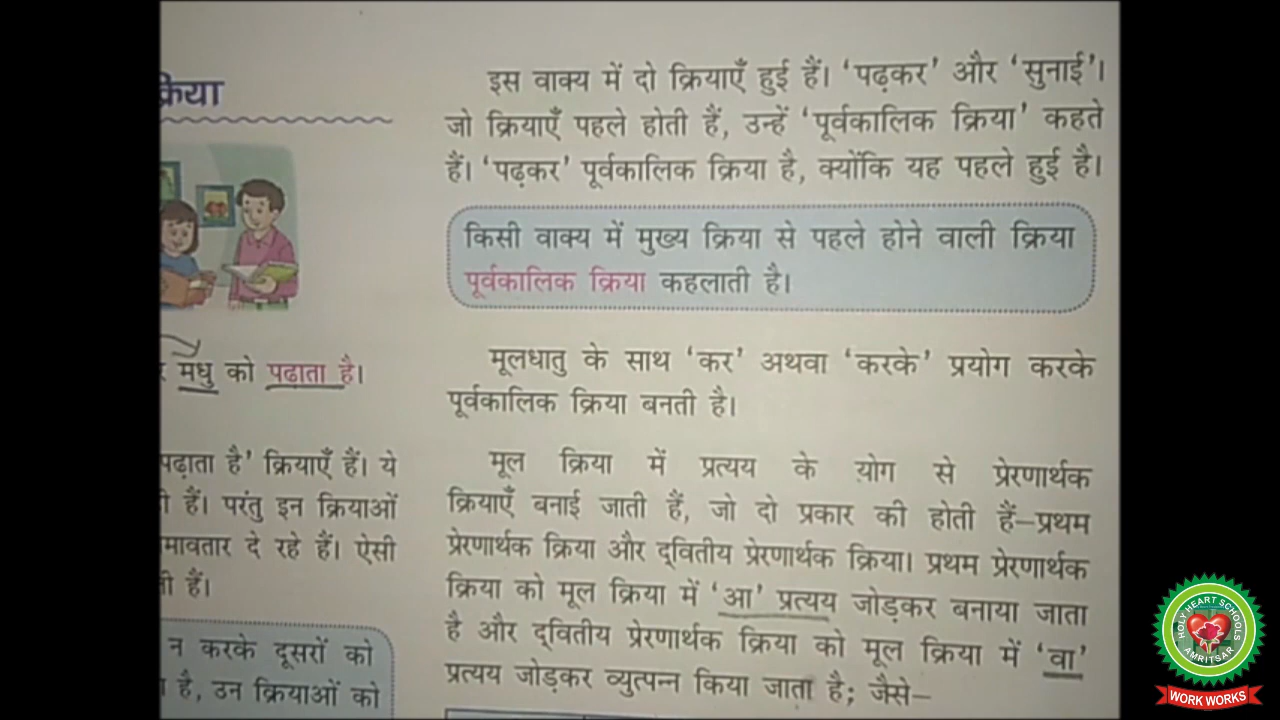 क्रिया
मधु को पढ़ाता है।
पढ़ाता है' क्रियाएँ हैं। ये
हैं। परंतु इन क्रियाओं
दे रहे हैं। ऐसी
हैं।
न करके दूसरों को
है, उन क्रियाओं को
इस वाक्य में दो क्रियाएँ हुई हैं। 'पढ़कर' और 'सुनाई'।
जो क्रियाएँ पहले होती हैं, उन्हें 'पूर्वकालिक क्रिया' कहते
हैं। 'पढ़कर' पूर्वकालिक क्रिया है, क्योंकि यह पहले हुई है।
किसी वाक्य में मुख्य क्रिया से पहले होने वाली क्रिया
पूर्वकालिक क्रिया कहलाती है।
मूलधातु के साथ 'कर' अथवा 'करके' प्रयोग करके
पूर्वकालिक क्रिया बनती है।
मूल क्रिया में प्रत्यय के योग से प्रेरणार्थक
क्रियाएँ बनाई जाती हैं, जो दो प्रकार की होती हैं–प्रथम
प्रेरणार्थक क्रिया और द्‌वितीय प्रेरणार्थक क्रिया। प्रथम प्रेरणार्थक
क्रिया को मूल क्रिया में 'आ' प्रत्यय जोड़कर बनाया जाता
है और द्‌वितीय प्रेरणार्थक क्रिया को मूल क्रिया में 'वा'
प्रत्यय जोड़कर व्युत्पन्न किया जाता है; जैसे–
HOLY HEART SCHOOLS
AMRITSAR
WORK WORKS